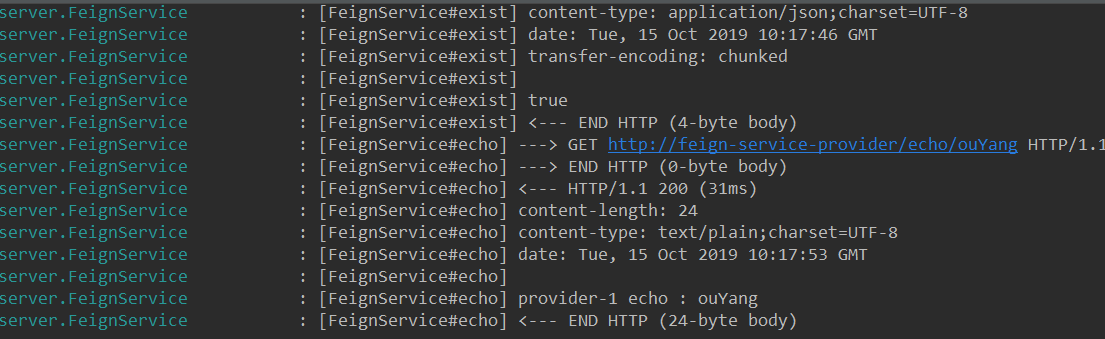 server.FeignService : [FeignService#exist] content-type: application/json;charset=UTF-8
server.FeignService : [FeignService#exist] date: Tue, 15 Oct 2019 10:17:46 GMT
server.FeignService : [FeignService#exist] transfer-encoding: chunked
server.FeignService : [FeignService#exist]
server.FeignService : [FeignService#exist] true
server.FeignService : [FeignService#exist] <--- END HTTP (4-byte body)
server.FeignService : [FeignService#echo] ---> GET http://feign-service-provider/echo/ouYang HTTP/1.1
server.FeignService : [FeignService#echo] ---> END HTTP (0-byte body)
server.FeignService : [FeignService#echo] <--- HTTP/1.1 200 (31ms)
server.FeignService : [FeignService#echo] content-length: 24
server.FeignService : [FeignService#echo] content-type: text/plain;charset=UTF-8
server.FeignService : [FeignService#echo] date: Tue, 15 Oct 2019 10:17:53 GMT
server.FeignService : [FeignService#echo]
server.FeignService : [FeignService#echo] provider-1 echo : ouYang
server.FeignService : [FeignService#echo] <--- END HTTP (24-byte body)